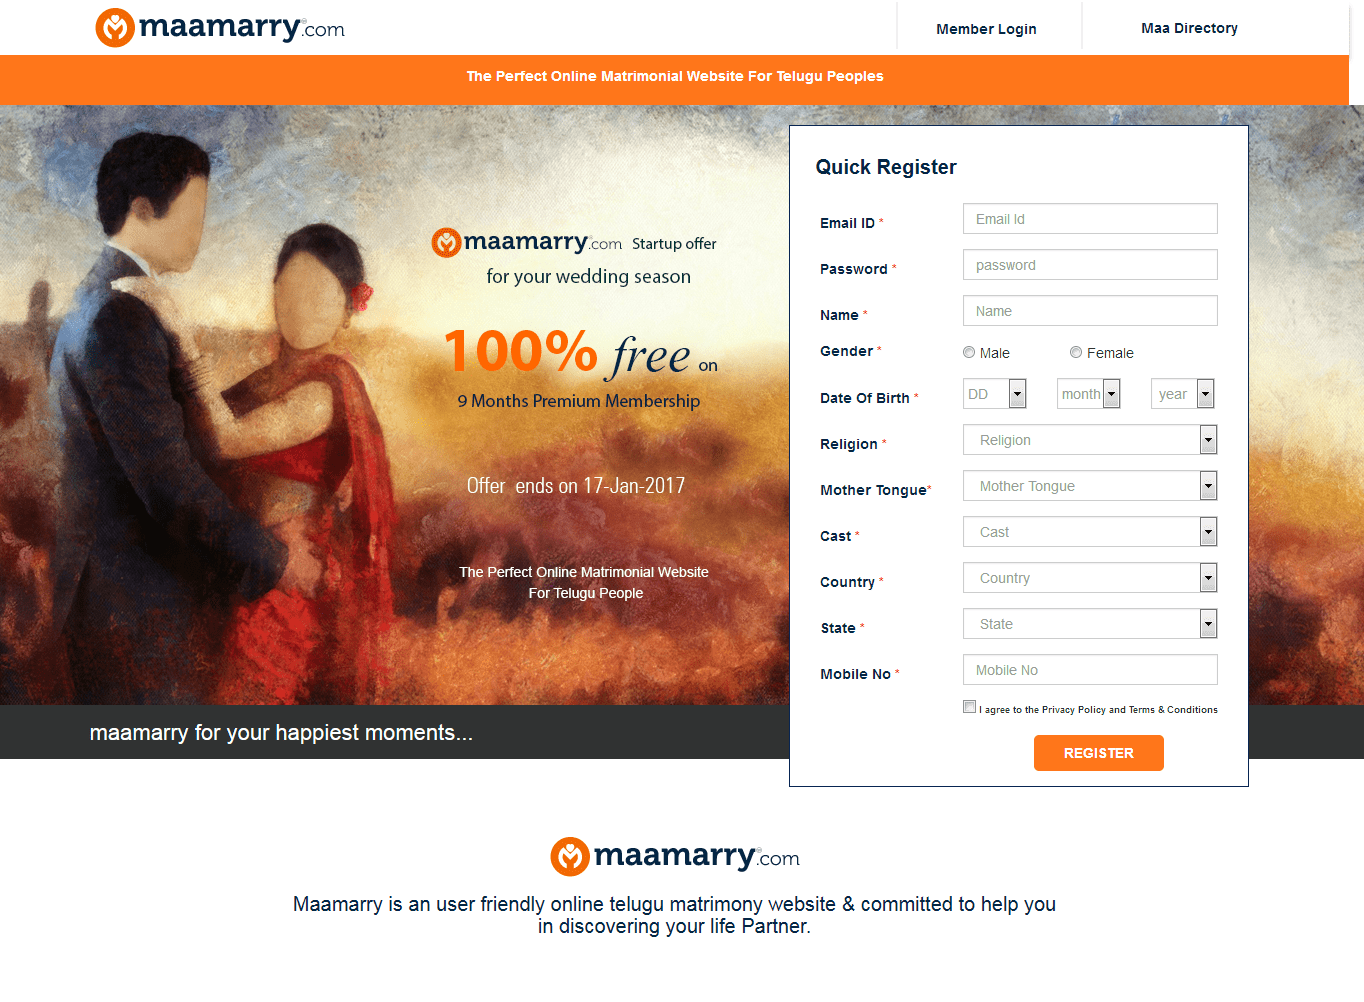 maamarry.com
Member Login
Maa Directory
The Perfect Online Matrimonial Website For Telugu Peoples
maamarry.com Startup offer
for your wedding season
100% free on
9 Months Premium Membership
Offer ends on 17-Jan-2017
The Perfect Online Matrimonial Website
For Telugu People
Quick Register
Email ID * Email Id
Password * password
Name * Name
Gender * Male Female
Date Of Birth * DD month year
Religion * Religion
Mother Tongue* Mother Tongue
Cast * Cast
Country * Country
State * State
Mobile No * Mobile No
I agree to the Privacy Policy and Terms & Conditions
REGISTER
maamarry for your happiest moments...
maamarry.com
Maamarry is an user friendly online telugu matrimony website & committed to help you
in discovering your life Partner.